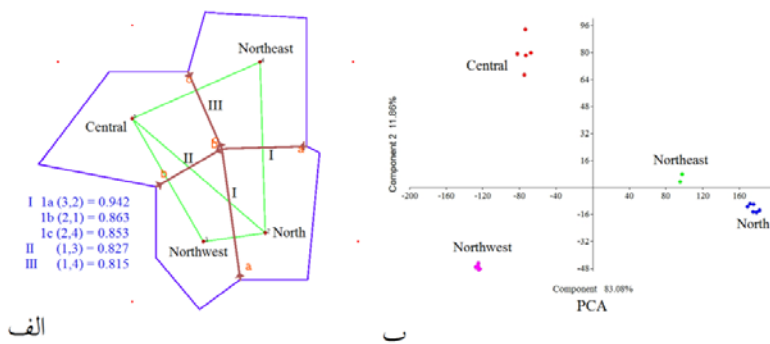 Northeast
Central
c
III
b
II
b
I
a
I
I 1a (3,2) = 0.942
1b (2,1) = 0.863
1c (2,4) = 0.853
II (1,3) = 0.827
III (1,4) = 0.815
North
Northwest
a
الف
Component 2 11.86%
96
80
64
48
32
16
-200 -160 -120 -80 -40 40 80 120 160
-16
-32
-48
Central
Northeast
North
Northwest
Component 83.08%
PCA
ب